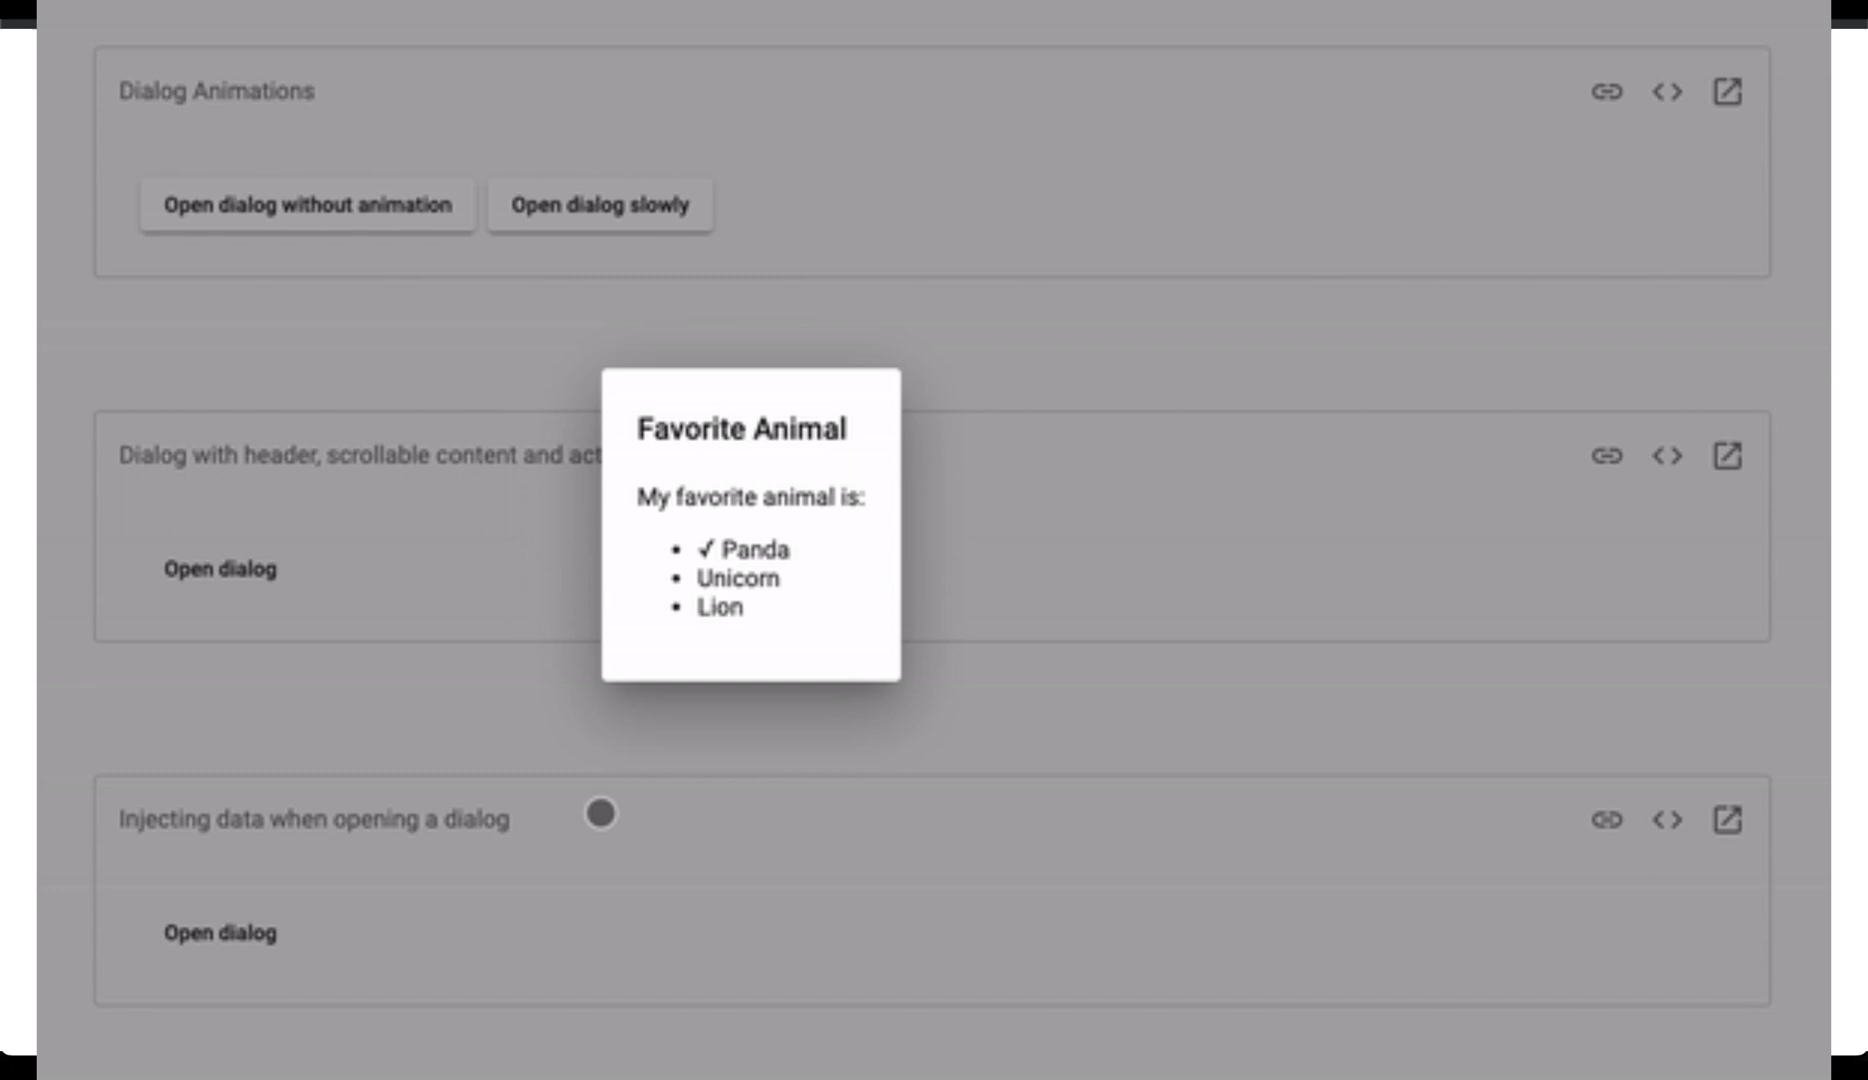 Dialog Animations
Open dialog without animation
Open dialog slowly
Favorite Animal
Dialog with header, scrollable content and act
My favorite animal is:
• ✓ Panda
• Unicorn
• Lion
Open dialog
Injecting data when opening a dialog
Open dialog